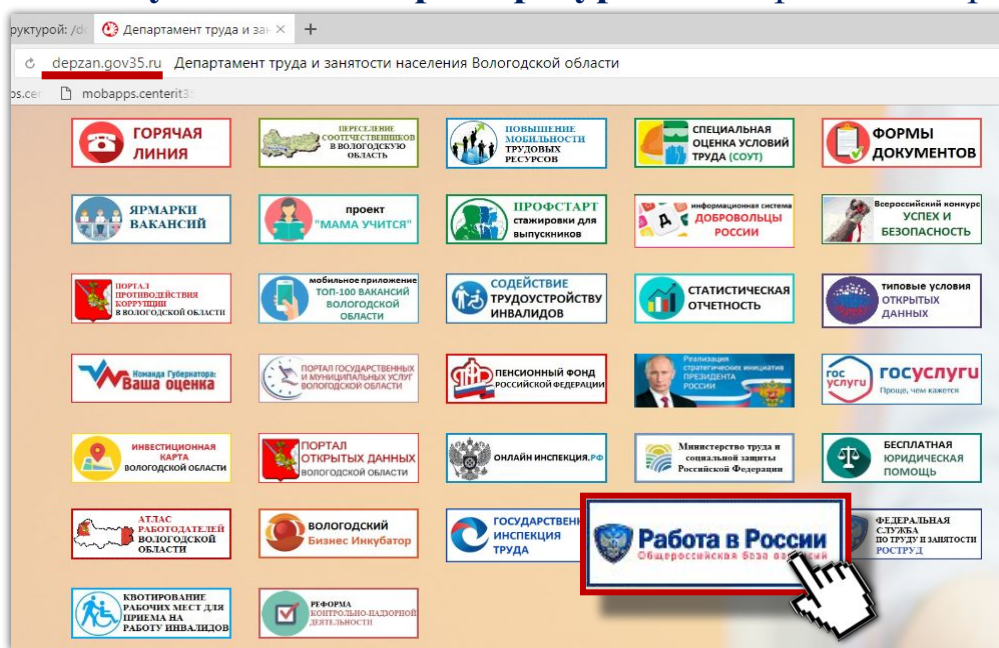 руктурой: /do
Департамент труда и зан
depzan.gov35.ru Департамент труда и занятости населения Вологодской области
os.cer
mobapps.centerit35
ГОРЯЧАЯ
ЛИНИЯ
ПЕРЕСЕЛЕНИЕ
СООТЕЧЕСТВЕННИКОВ
В ВОЛОГОДСКУЮ
ОБЛАСТЬ
ПОВЫШЕНИЕ
МОБИЛЬНОСТИ
ТРУДОВЫХ
РЕСУРСОВ
СПЕЦИАЛЬНАЯ
ОЦЕНКА УСЛОВИЙ
ТРУДА (СОУТ)
ФОРМЫ
ДОКУМЕНТОВ
ЯРМАРКИ
ВАКАНСИЙ
проект
"МАМА УЧИТСЯ"
ПРОФСТАРТ
стажировки для
выпускников
информационная система
ДОБРОВОЛЬЦЫ
РОССИИ
Всероссийский конкурс
УСПЕХ И
БЕЗОПАСНОСТЬ
ПОРТАЛ
ПРОТИВОДЕЙСТВИЯ
КОРРУПЦИИ
В ВОЛОГОДСКОЙ ОБЛАСТИ
мобильное приложение
ТОП-100 ВАКАНСИЙ
ВОЛОГОДСКОЙ
ОБЛАСТИ
СОДЕЙСТВИЕ
ТРУДОУСТРОЙСТВУ
ИНВАЛИДОВ
СТАТИСТИЧЕСКАЯ
ОТЧЕТНОСТЬ
типовые условия
ОТКРЫТЫХ
ДАННЫХ
Команда Губернатора:
Ваша оценка
ПОРТАЛ ГОСУДАРСТВЕННЫХ
И МУНИЦИПАЛЬНЫХ УСЛУГ
ВОЛОГОДСКОЙ ОБЛАСТИ
ПЕНСИОННЫЙ ФОНД
РОССИЙСКОЙ ФЕДЕРАЦИИ
Реализация
стратегических инициатив
ПРЕЗИДЕНТА
РОССИИ
гос
услуги
госуслуги
Проще, чем кажется
ИНВЕСТИЦИОННАЯ
КАРТА
ВОЛОГОДСКОЙ ОБЛАСТИ
ПОРТАЛ
ОТКРЫТЫХ ДАННЫХ
ВОЛОГОДСКОЙ ОБЛАСТИ
ОНЛАЙН ИНСПЕКЦИЯ.РФ
Министерство труда и
социальной защиты
Российской Федерации
БЕСПЛАТНАЯ
ЮРИДИЧЕСКАЯ
ПОМОЩЬ
АТЛАС
РАБОТОДАТЕЛЕЙ
ВОЛОГОДСКОЙ
ОБЛАСТИ
ВОЛОГОДСКИЙ
Бизнес Инкубатор
ГОСУДАРСТВЕНН
ИНСПЕКЦИЯ
ТРУДА
Работа в России
Общероссийская база вакансий
ФЕДЕРАЛЬНАЯ
СЛУЖБА
ПО ТРУДУ И ЗАНЯТОСТИ
РОСТРУД
КВОТИРОВАНИЕ
РАБОЧИХ МЕСТ ДЛЯ
ПРИЕМА НА
РАБОТУ ИНВАЛИДОВ
РЕФОРМА
КОНТРОЛЬНО-НАДЗОРНОЙ
ДЕЯТЕЛЬНОСТИ